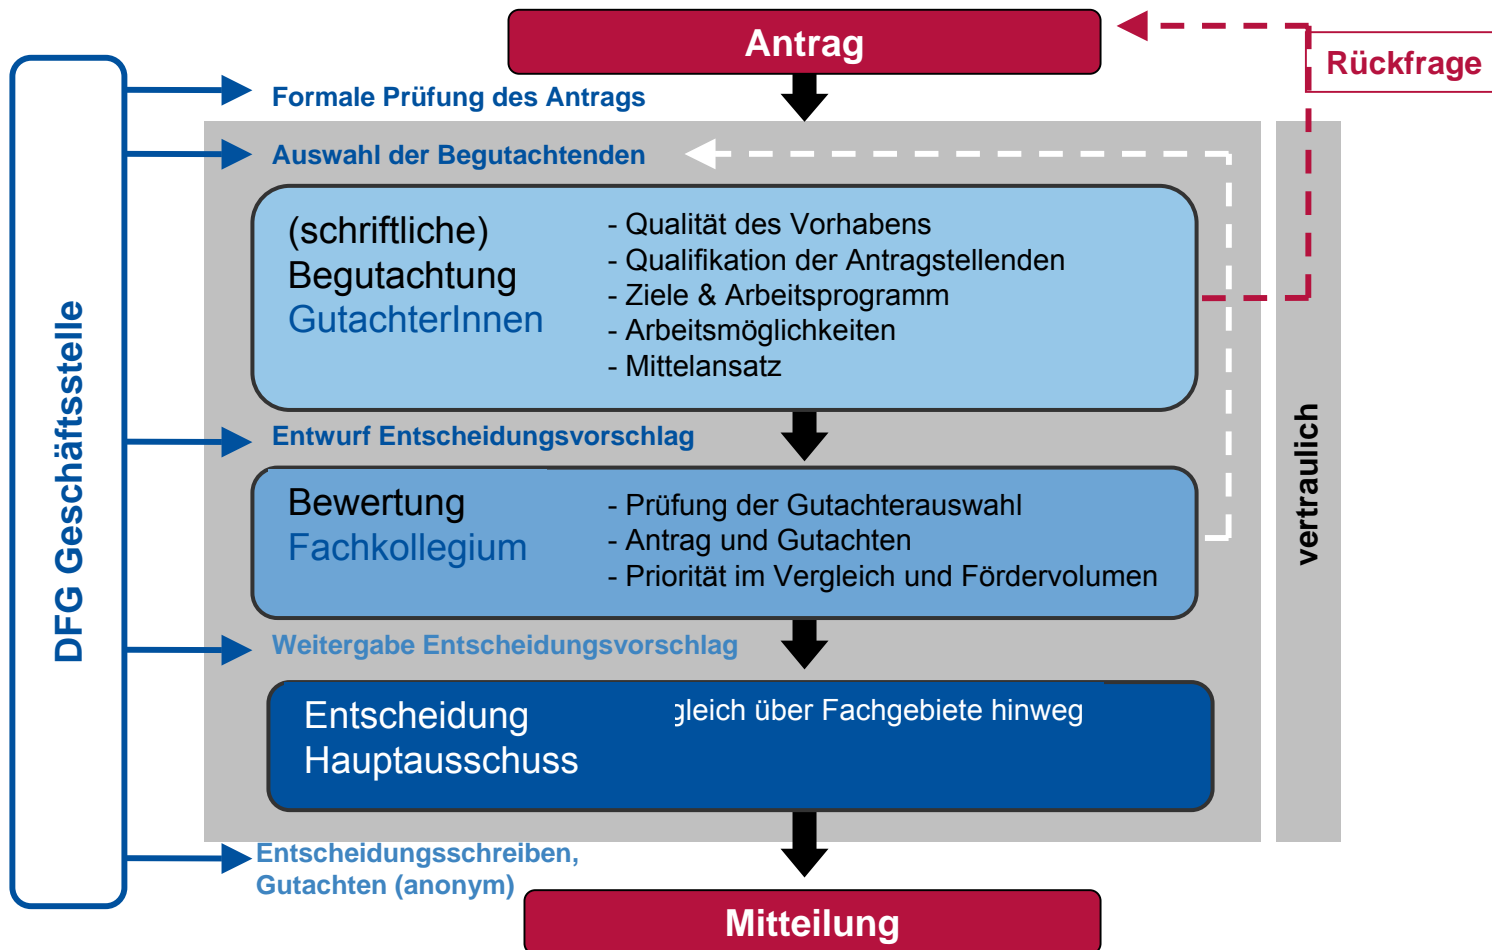 Antrag
Rückfrage
Formale Prüfung des Antrags
Auswahl der Begutachtenden
(schriftliche)
Begutachtung
GutachterInnen
- Qualität des Vorhabens
- Qualifikation der Antragstellenden
- Ziele & Arbeitsprogramm
- Arbeitsmöglichkeiten
- Mittelansatz
Entwurf Entscheidungsvorschlag
Bewertung
Fachkollegium
- Prüfung der Gutachterauswahl
- Antrag und Gutachten
- Priorität im Vergleich und Fördervolumen
Weitergabe Entscheidungsvorschlag
Entscheidung
Hauptausschuss
über Fachgebiete hinweg
Entscheidungsschreiben,
Gutachten (anonym)
Mitteilung
DFG Geschäftsstelle
vertraulich